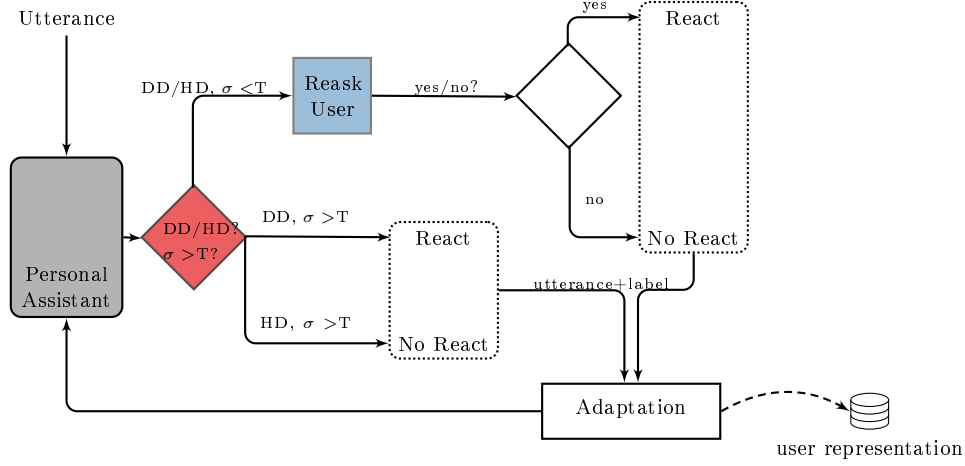 Utterance
yes
React
DD/HD, σ <T
Reask
User
yes/no?
no
DD/HD?
σ >T?
DD, σ >T
React
No React
Personal
Assistant
utterance+label
HD, σ >T
No React
Adaptation
user representation